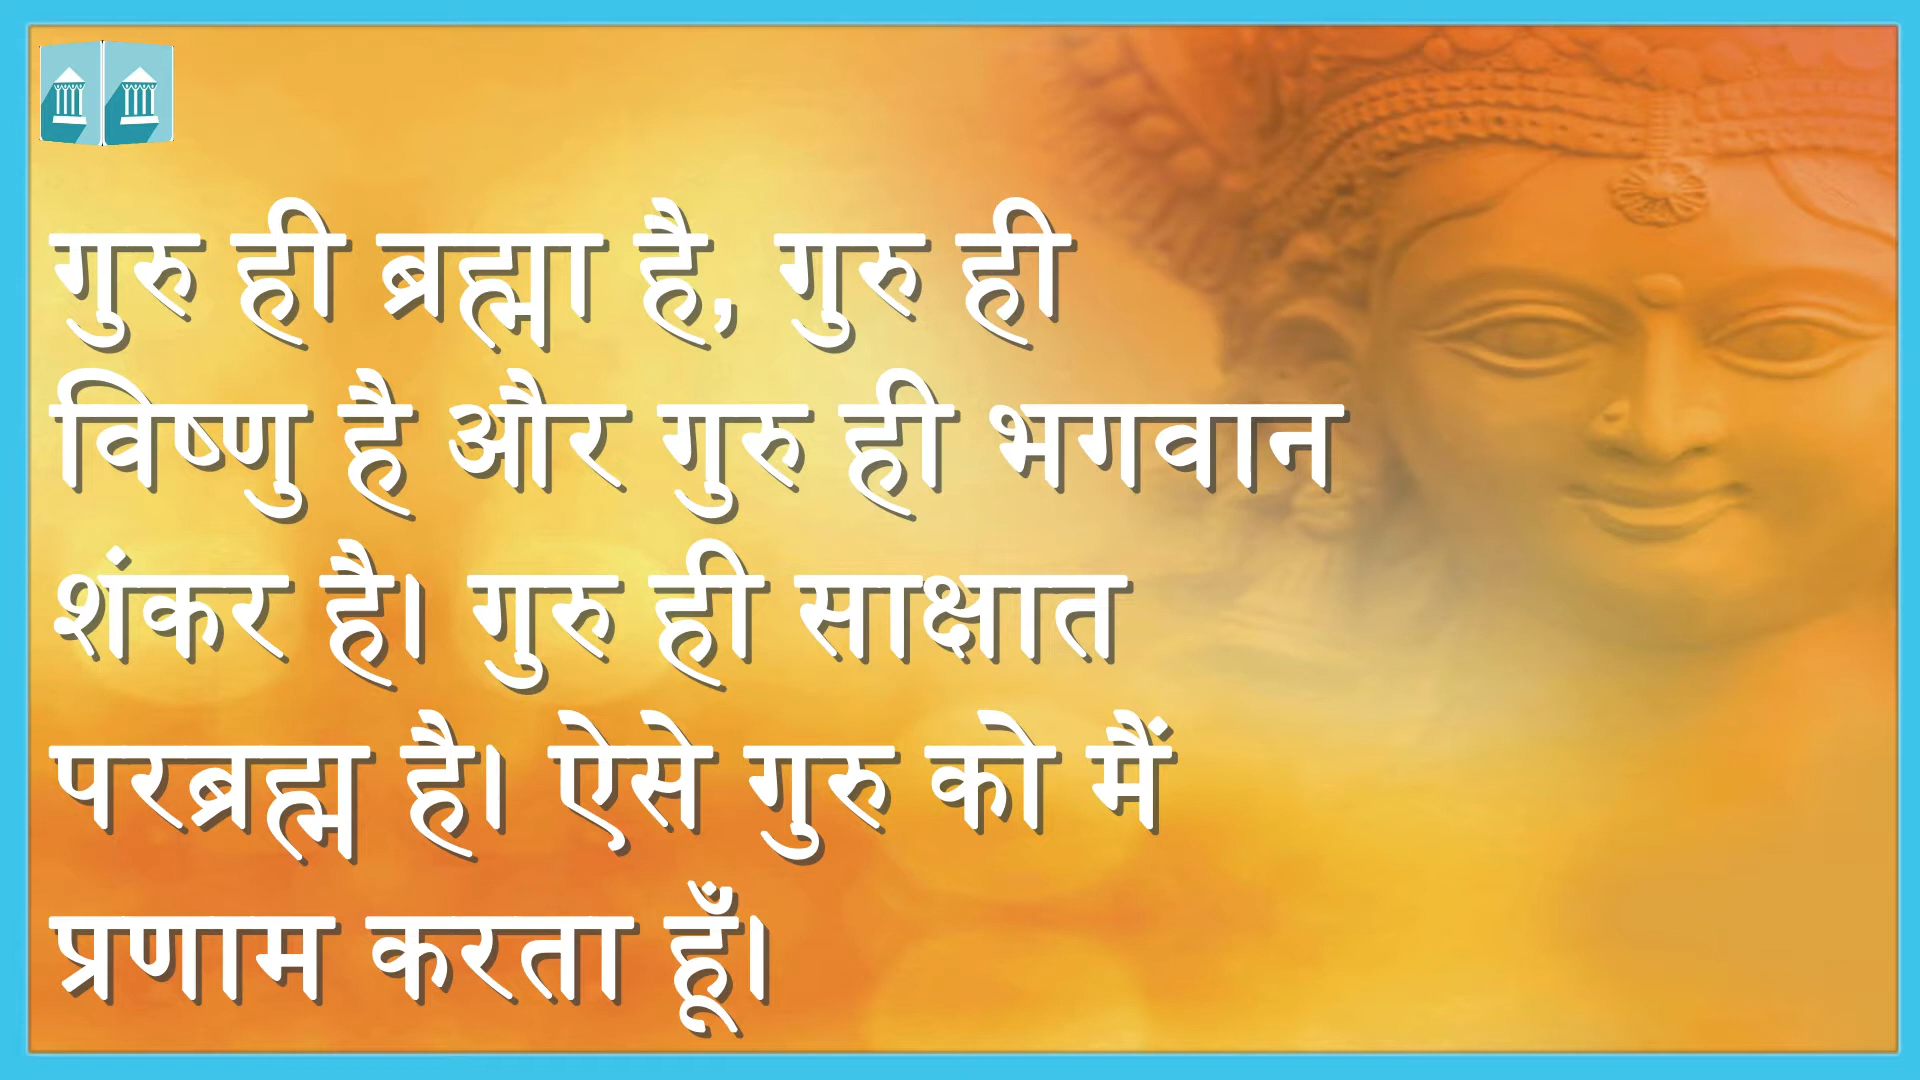 गुरु ही ब्रह्मा है, गुरु ही
विष्णु है और गुरु ही भगवान
शंकर है। गुरु ही साक्षात
परब्रह्म है। ऐसे गुरु को मैं
प्रणाम करता हूँ।